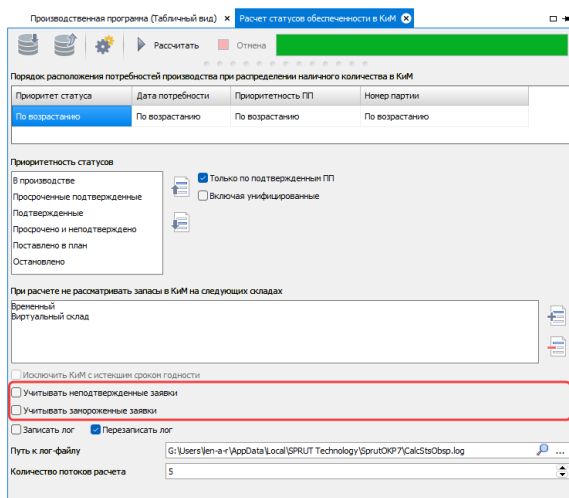 Производственная программа (Табличный вид) × Расчет статусов обеспеченности в КиМ
Рассчитать Отмена
Порядок расположения потребностей производства при распределении наличного количества в КиМ
Приоритет статуса Дата потребности Приоритетность ПП Номер партии
По возрастанию По возрастанию По возрастанию По возрастанию
Приоритетность статусов
В производстве
Просроченные подтвержденные
Подтвержденные
Просрочено и неподтверждено
Поставлено в план
Остановлено
Только по подтвержденным ПП
Включая унифицированные
При расчете не рассматривать запасы в КиМ на следующих складах
Временный
Виртуальный склад
Исключить КиМ с истекшим сроком годности
Учитывать неподтвержденные заявки
Учитывать замороженные заявки
Записать лог Перезаписать лог
Путь к лог-файлу G:\Users\len-a-r\AppData\Local\SPRUT Technology\SprutOKP7\CalcStsObsp.log ...
Количество потоков расчета 5